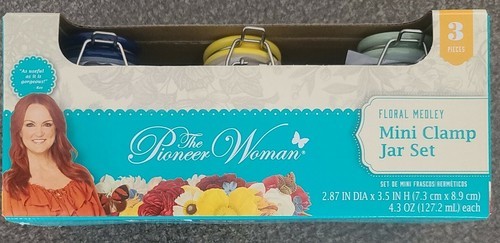 3
PIECES
"As useful
as it is
gorgeous!"
- Ree
The
Pioneer Woman
FLORAL MEDLEY
Mini Clamp
Jar Set
SET DE MINI FRASCOS HERMÉTICOS
2.87 IN DIA x 3.5 IN H (7.3 cm x 8.9 cm)
4.3 OZ (127.2 mL) each